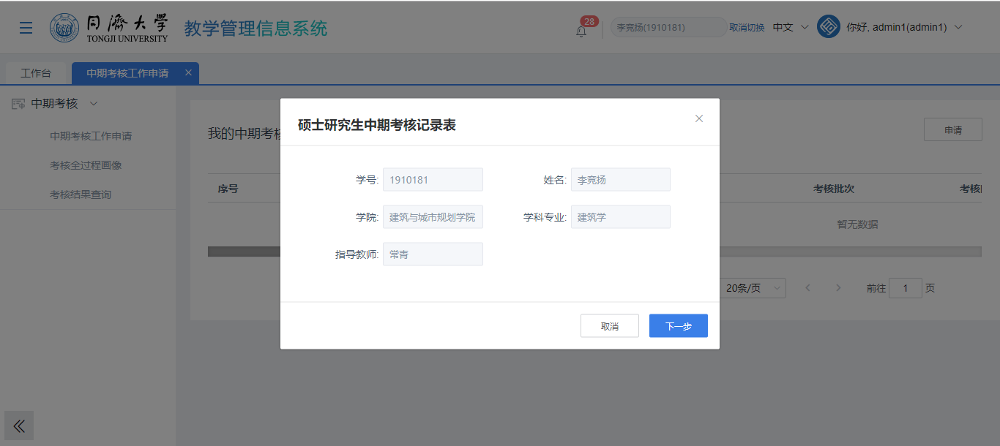 同濟大学
TONGJI UNIVERSITY
教学管理信息系统
28
李竞扬(1910181)
取消切换
中文
你好, admin1(admin1)
工作台
中期考核工作申请
中期考核
中期考核工作申请
考核全过程画像
考核结果查询
我的中期考核
申请
序号
考核批次
考核
暂无数据
20条/页
前往 1 页
硕士研究生中期考核记录表
学号: 1910181
姓名: 李竞扬
学院: 建筑与城市规划学院
学科专业: 建筑学
指导教师: 常青
取消
下一步